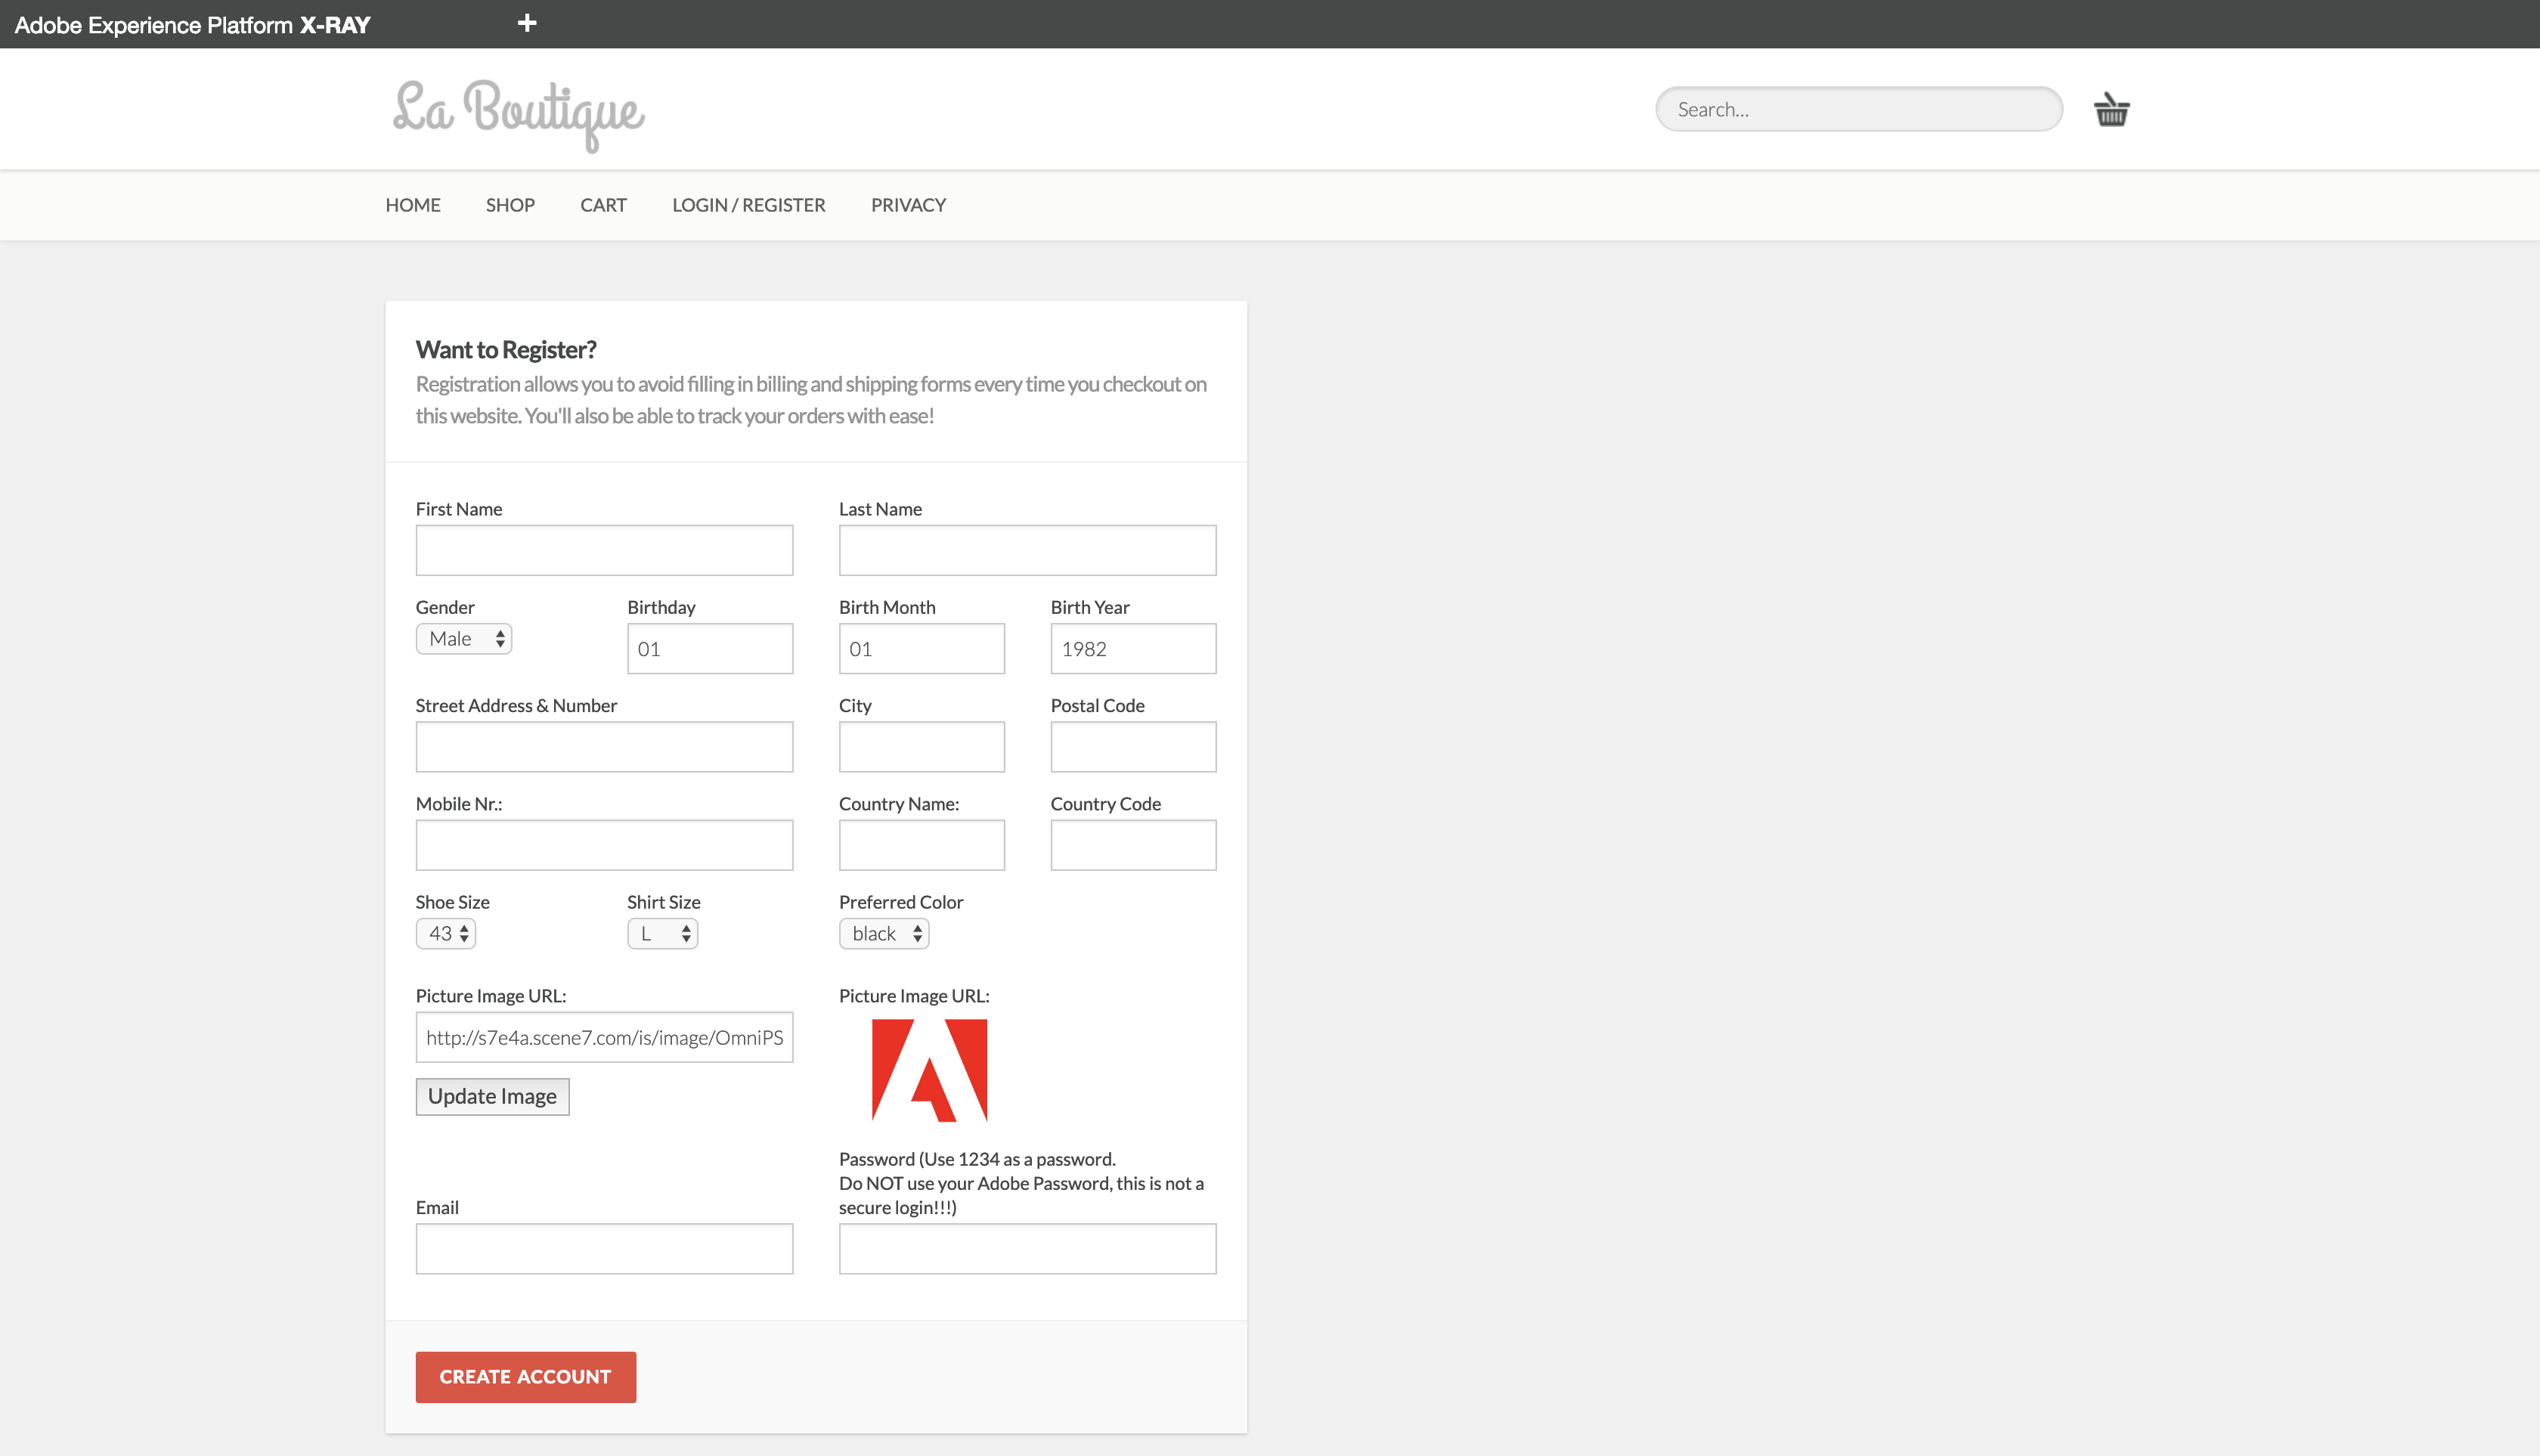 Adobe Experience Platform X-RAY +
La Boutique
Search...
HOME SHOP CART LOGIN / REGISTER PRIVACY
Want to Register?
Registration allows you to avoid filling in billing and shipping forms every time you checkout on
this website. You'll also be able to track your orders with ease!
First Name Last Name
Gender Birthday Birth Month Birth Year
Male 01 01 1982
Street Address & Number City Postal Code
Mobile Nr.: Country Name: Country Code
Shoe Size Shirt Size Preferred Color
43 L black
Picture Image URL: Picture Image URL:
http://s7e4a.scene7.com/is/image/OmniPS
Update Image
Password (Use 1234 as a password.
Do NOT use your Adobe Password, this is not a
secure login!!!)
Email
CREATE ACCOUNT